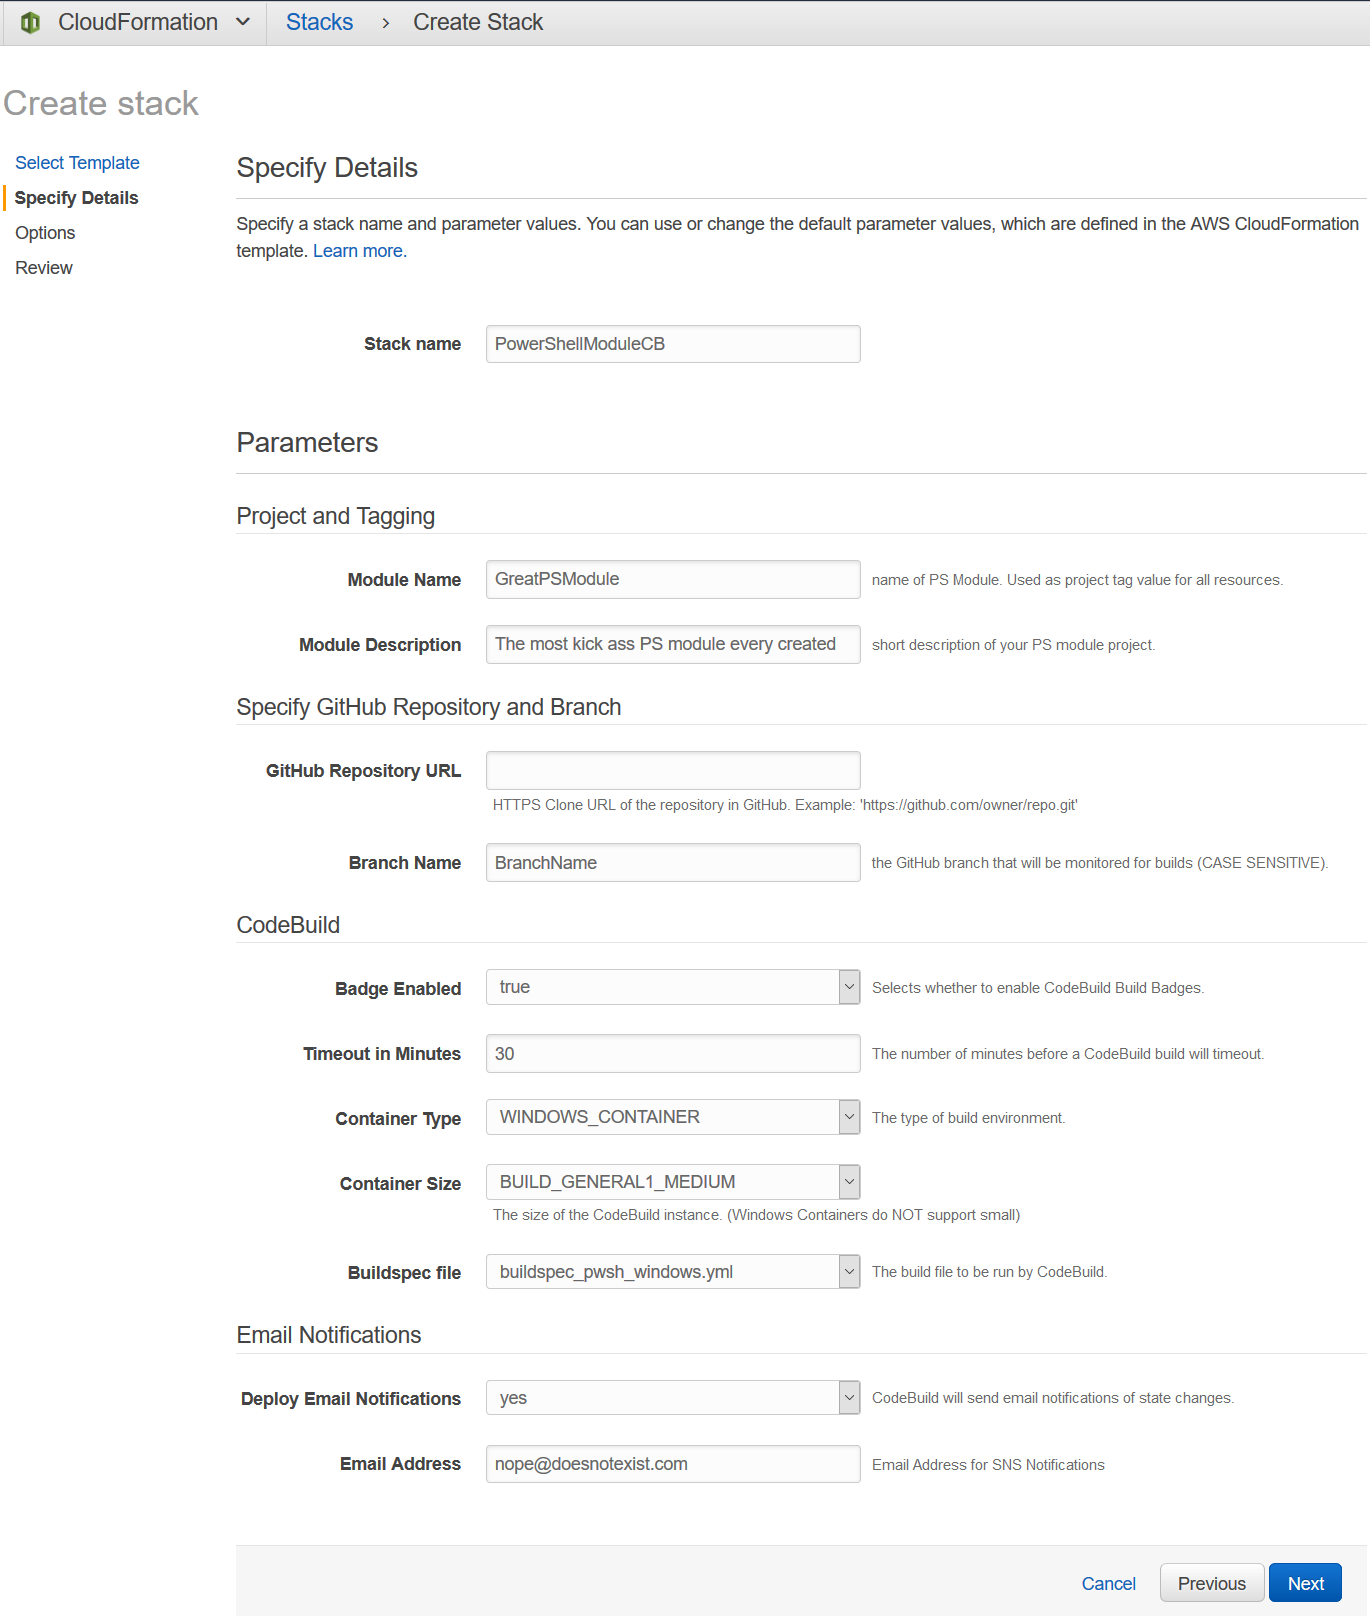 CloudFormation Stacks > Create Stack
Create stack
Select Template
Specify Details
Options
Review
Specify Details
Specify a stack name and parameter values. You can use or change the default parameter values, which are defined in the AWS CloudFormation
template. Learn more.
Stack name PowerShellModuleCB
Parameters
Project and Tagging
Module Name GreatPSModule name of PS Module. Used as project tag value for all resources.
Module Description The most kick ass PS module every created short description of your PS module project.
Specify GitHub Repository and Branch
GitHub Repository URL
HTTPS Clone URL of the repository in GitHub. Example: 'https://github.com/owner/repo.git'
Branch Name BranchName the GitHub branch that will be monitored for builds (CASE SENSITIVE).
CodeBuild
Badge Enabled true Selects whether to enable CodeBuild Build Badges.
Timeout in Minutes 30 The number of minutes before a CodeBuild build will timeout.
Container Type WINDOWS_CONTAINER The type of build environment.
Container Size BUILD_GENERAL1_MEDIUM
The size of the CodeBuild instance. (Windows Containers do NOT support small)
Buildspec file buildspec_pwsh_windows.yml The build file to be run by CodeBuild.
Email Notifications
Deploy Email Notifications yes CodeBuild will send email notifications of state changes.
Email Address nope@doesnotexist.com Email Address for SNS Notifications
Cancel Previous Next